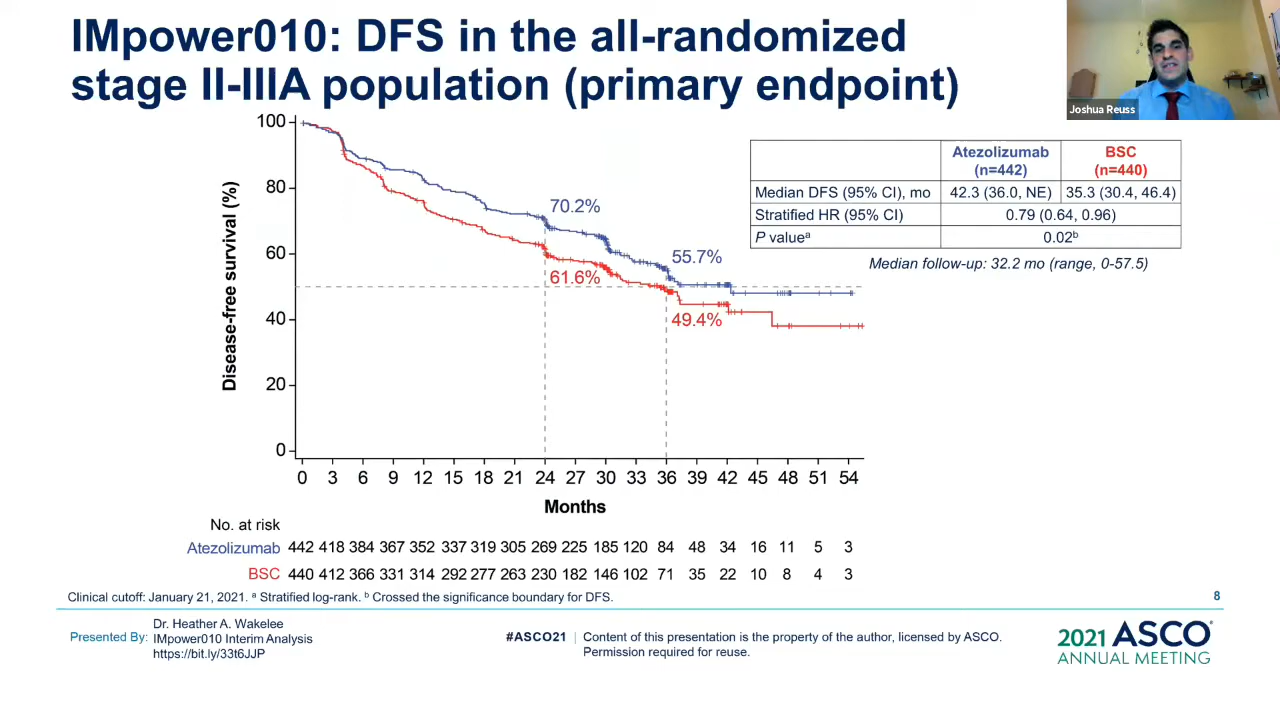 IMpower010: DFS in the all-randomized
stage II-IIIA population (primary endpoint)
Joshua Reuss
Disease-free survival (%)
100
80
60
40
20
0
70.2%
61.6%
55.7%
49.4%
Atezolizumab
(n=442)
BSC
(n=440)
Median DFS (95% CI), mo 42.3 (36.0, NE) 35.3 (30.4, 46.4)
Stratified HR (95% CI) 0.79 (0.64, 0.96)
P valueᵃ 0.02ᵇ
Median follow-up: 32.2 mo (range, 0-57.5)
0 3 6 9 12 15 18 21 24 27 30 33 36 39 42 45 48 51 54
Months
No. at risk
Atezolizumab 442 418 384 367 352 337 319 305 269 225 185 120 84 48 34 16 11 5 3
BSC 440 412 366 331 314 292 277 263 230 182 146 102 71 35 22 10 8 4 3
Clinical cutoff: January 21, 2021. ᵃ Stratified log-rank. ᵇ Crossed the significance boundary for DFS.
8
Presented By:
Dr. Heather A. Wakelee
IMpower010 Interim Analysis
https://bit.ly/33t6JJP
#ASCO21
Content of this presentation is the property of the author, licensed by ASCO.
Permission required for reuse.
2021 ASCO®
ANNUAL MEETING